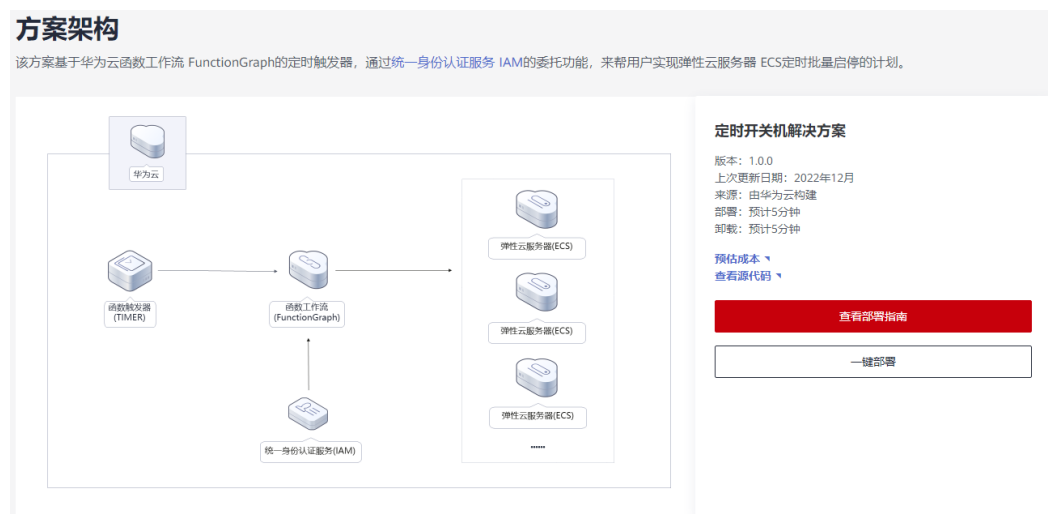 方案架构
该方案基于华为云函数工作流 FunctionGraph的定时触发器，通过统一身份认证服务 IAM的委托功能，来帮用户实现弹性云服务器 ECS定时批量启停的计划。
华为云
函数触发器
(TIMER)
函数工作流
(FunctionGraph)
统一身份认证服务(IAM)
弹性云服务器(ECS)
弹性云服务器(ECS)
弹性云服务器(ECS)
......
定时开关机解决方案
版本：1.0.0
上次更新日期：2022年12月
来源：由华为云构建
部署：预计5分钟
卸载：预计5分钟
预估成本
查看源代码
查看部署指南
一键部署